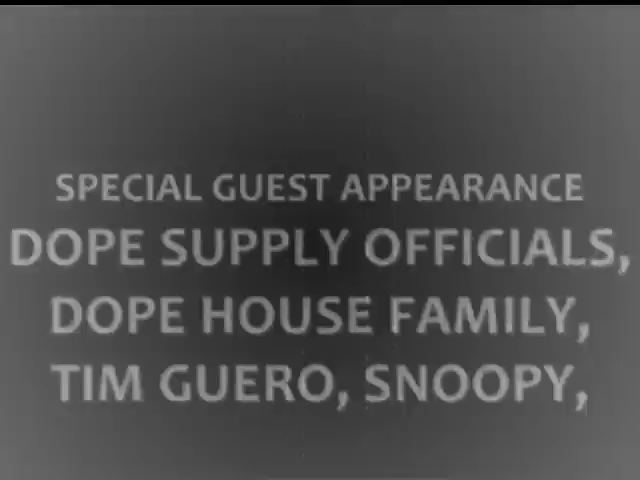 SPECIAL GUEST APPEARANCE
DOPE SUPPLY OFFICIALS,
DOPE HOUSE FAMILY,
TIM GUERO, SNOOPY,